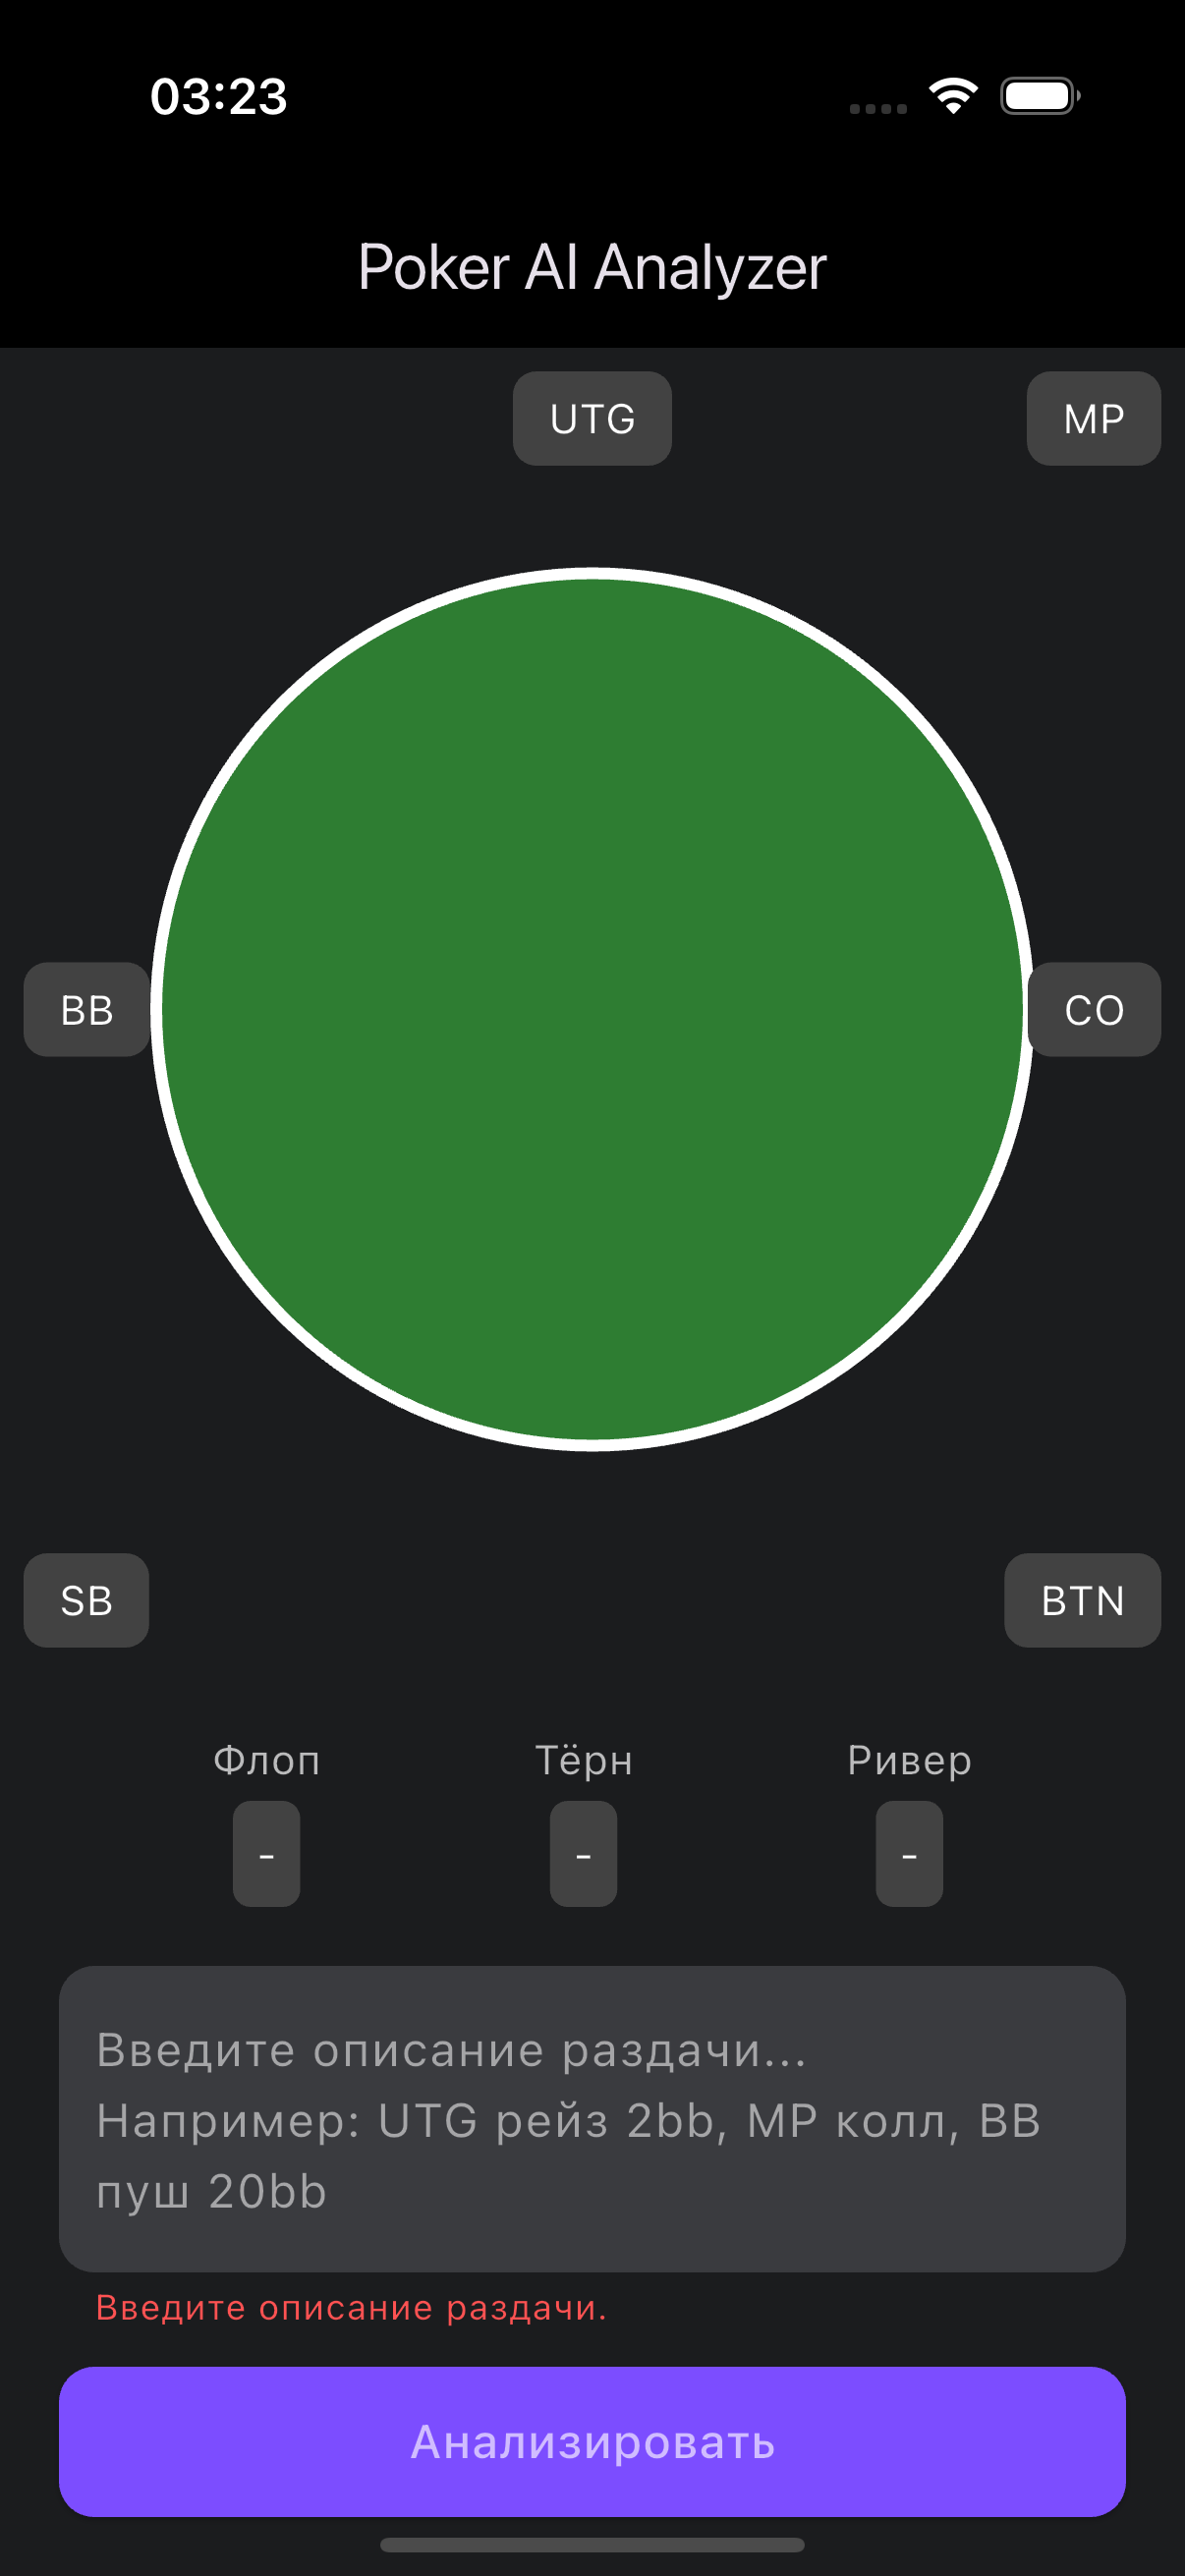 03:23
Poker AI Analyzer
UTG
MP
BB
CO
SB
BTN
Флоп
Тёрн
Ривер
-
-
-
Введите описание раздачи...
Например: UTG рейз 2bb, MP колл, BB
пуш 20bb
Введите описание раздачи.
Анализировать